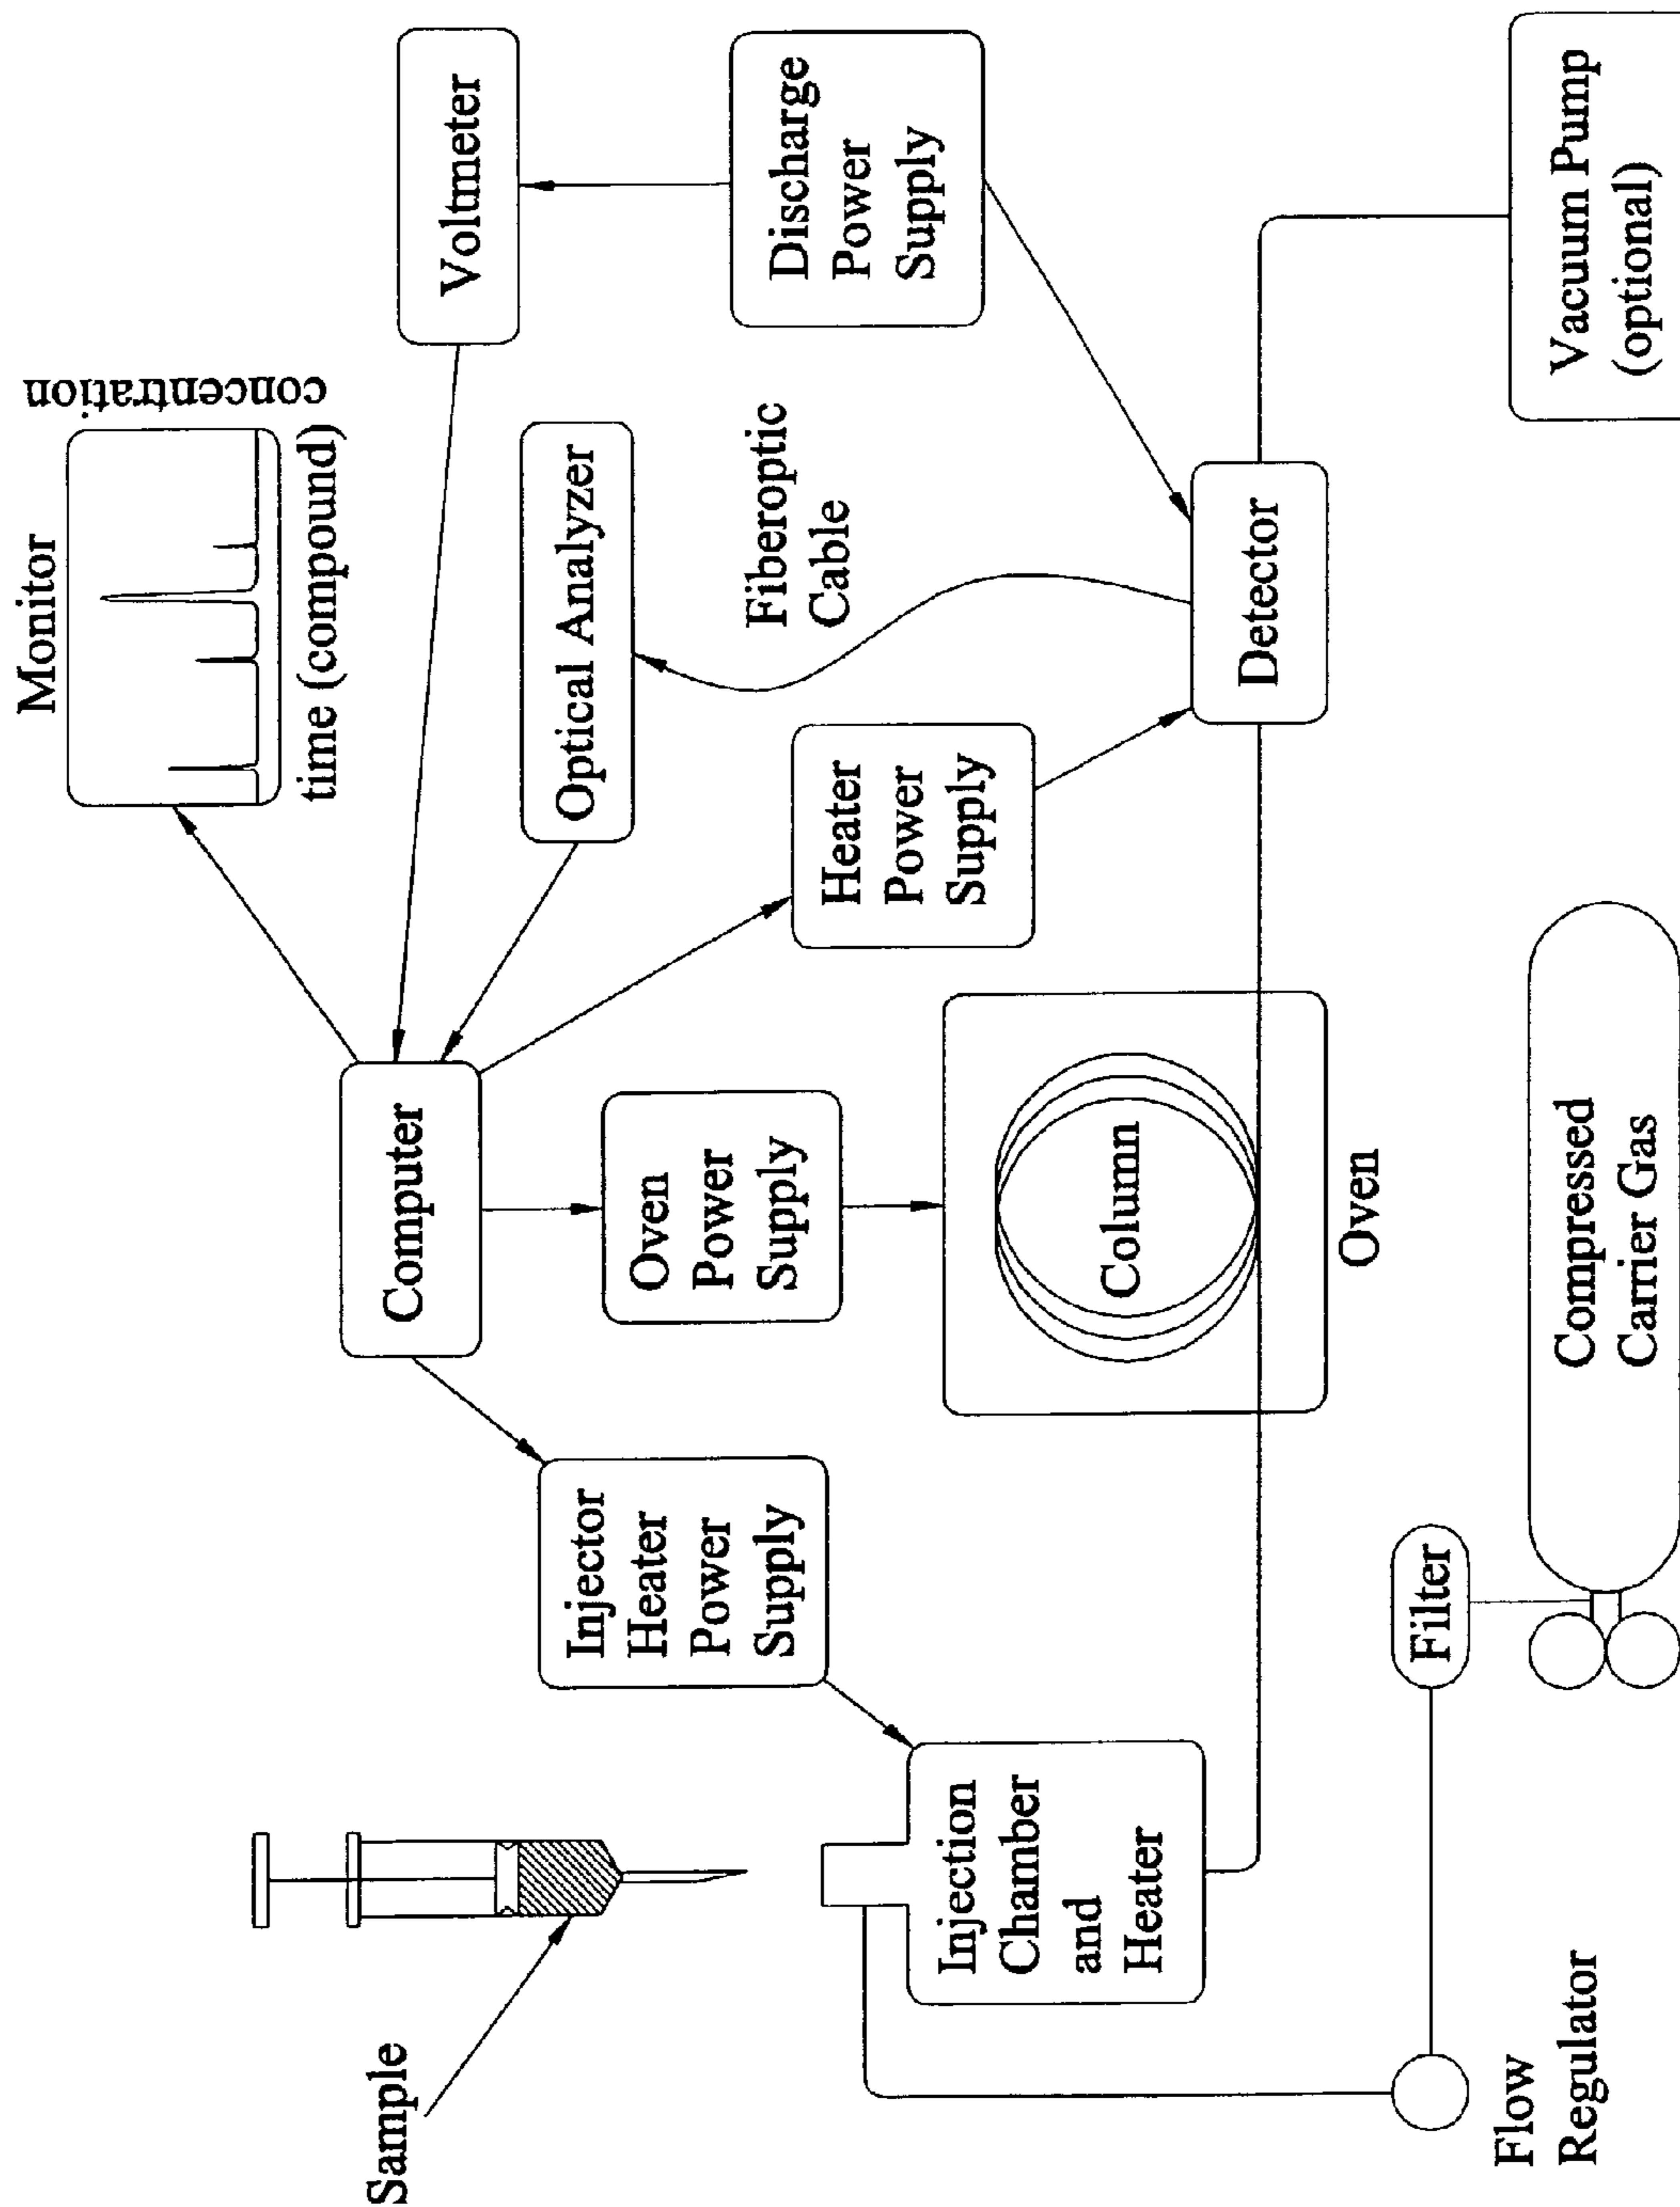 Monitor
concentration
time (compound)
Sample
Computer
Voltmeter
Optical Analyzer
Injector
Heater
Power
Supply
Oven
Power
Supply
Heater
Power
Supply
Fiberoptic
Cable
Discharge
Power
Supply
Injection
Chamber
and
Heater
Column
Oven
Detector
Flow
Regulator
Filter
Compressed
Carrier Gas
Vacuum Pump
(optional)